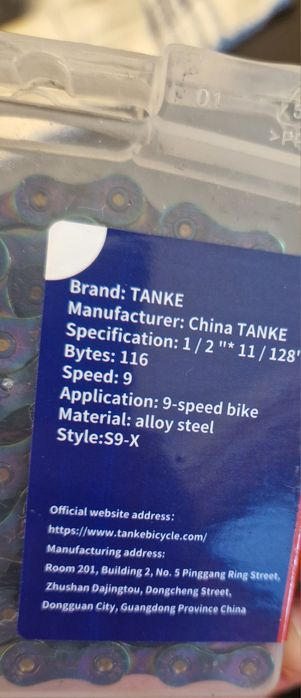 01
>P
Brand: TANKE
Manufacturer: China TANKE
Specification: 1 / 2 "* 11 / 128"
Bytes: 116
Speed: 9
Application: 9-speed bike
Material: alloy steel
Style:S9-X
Official website address:
https://www.tankebicycle.com/
Manufacturing address:
Room 201, Building 2, No. 5 Pinggang Ring Street,
Zhushan Dajingtou, Dongcheng Street,
Dongguan City, Guangdong Province China